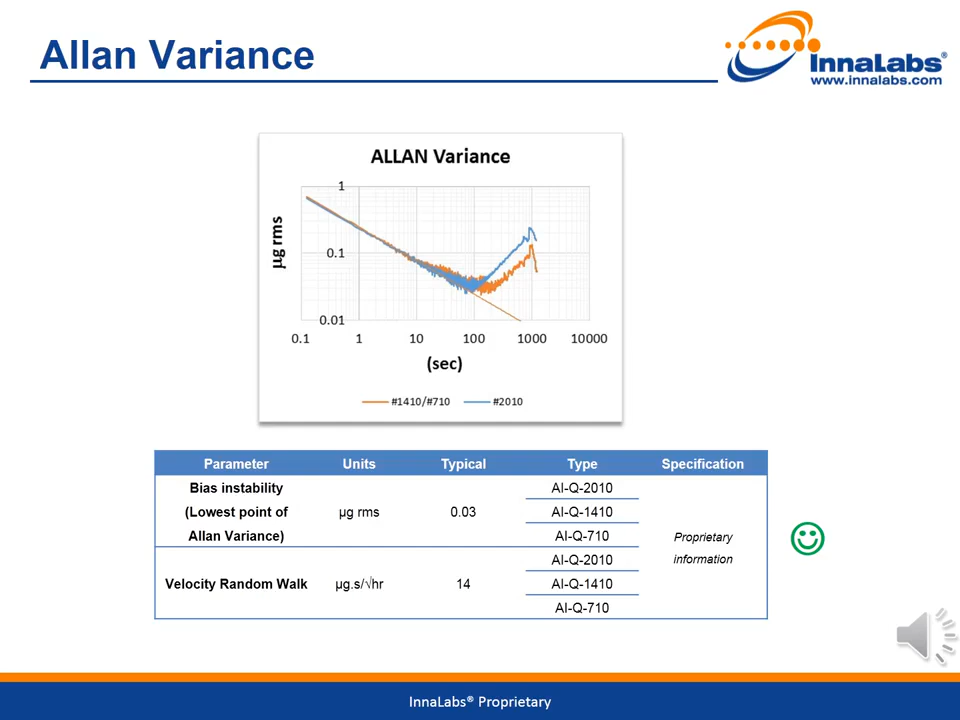 Allan Variance
InnaLabs®
www.innalabs.com
ALLAN Variance
µg rms
1
0.1
0.01
0.1 1 10 100 1000 10000
(sec)
#1410/#710 #2010
Parameter Units Typical Type Specification
Bias instability
(Lowest point of
Allan Variance)
µg rms
0.03
AI-Q-2010
AI-Q-1410
AI-Q-710
Velocity Random Walk
µg.s/√hr
14
AI-Q-2010
AI-Q-1410
AI-Q-710
Proprietary
information
InnaLabs® Proprietary